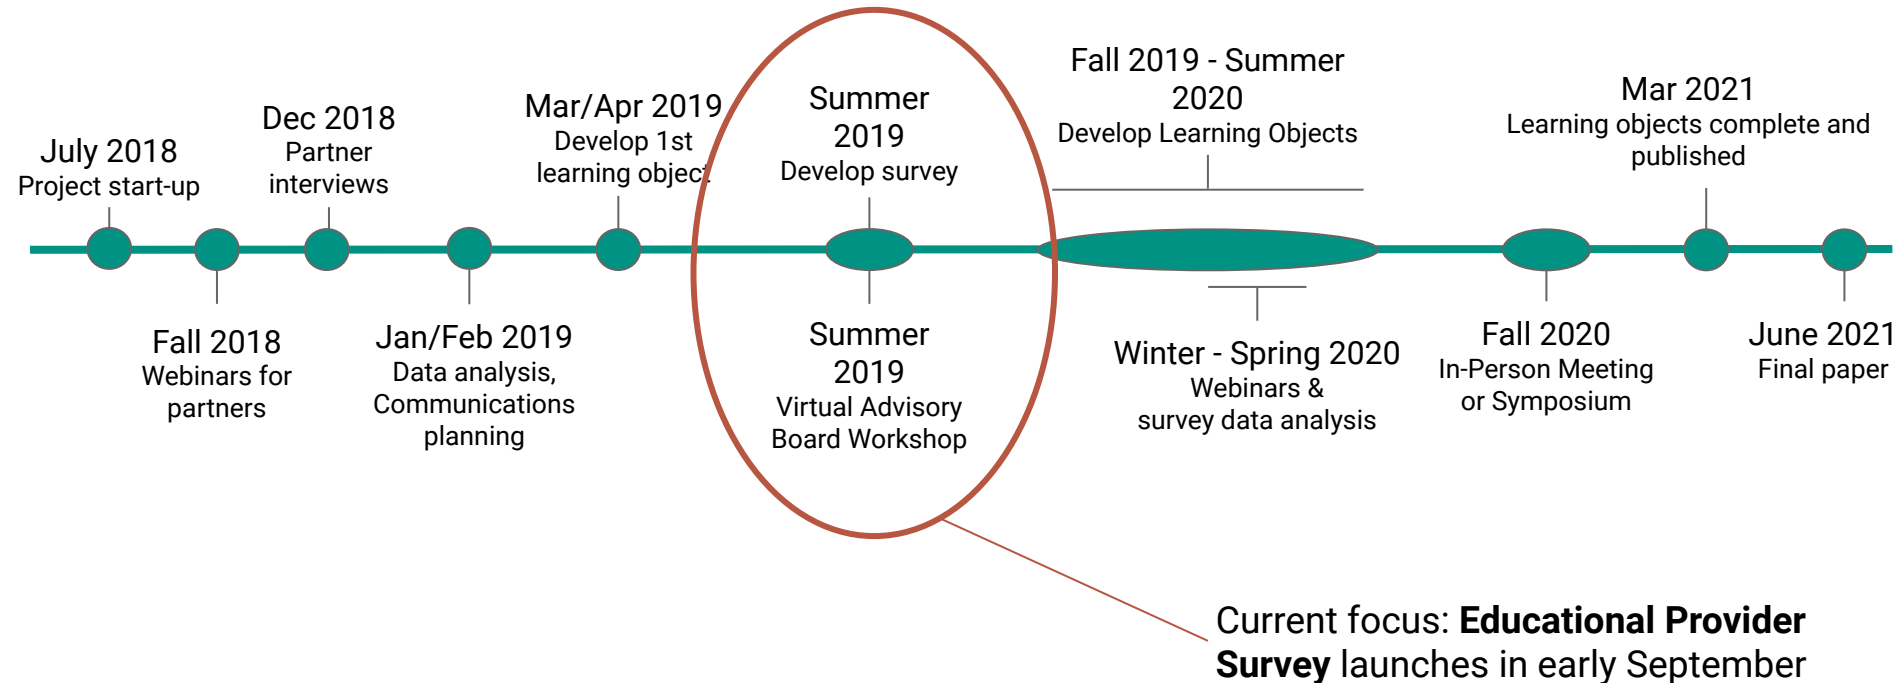 July 2018
Project start-up
Fall 2018
Webinars for
partners
Dec 2018
Partner
interviews
Jan/Feb 2019
Data analysis,
Communications
planning
Mar/Apr 2019
Develop 1st
learning object
Summer
2019
Develop survey
Summer
2019
Virtual Advisory
Board Workshop
Fall 2019 - Summer
2020
Develop Learning Objects
Winter - Spring 2020
Webinars &
survey data analysis
Fall 2020
In-Person Meeting
or Symposium
Mar 2021
Learning objects complete and
published
June 2021
Final paper
Current focus: Educational Provider
Survey launches in early September